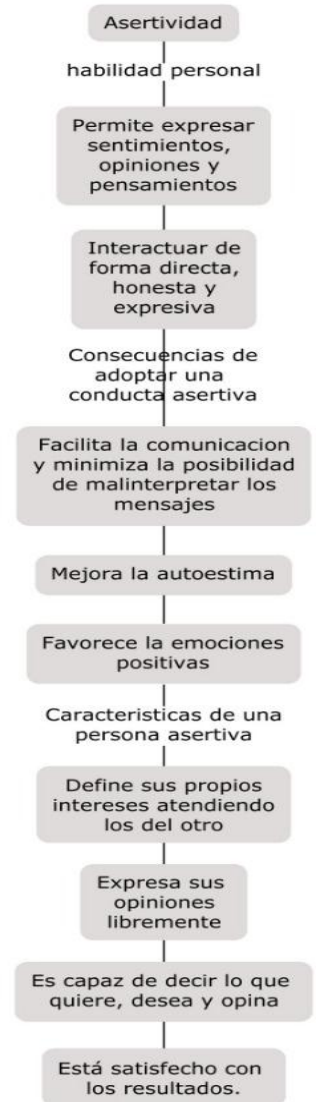 Asertividad
habilidad personal
Permite expresar
sentimientos,
opiniones y
pensamientos
Interactuar de
forma directa,
honesta y
expresiva
Consecuencias de
adoptar una
conducta asertiva
Facilita la comunicacion
y minimiza la posibilidad
de malinterpretar los
mensajes
Mejora la autoestima
Favorece la emociones
positivas
Caracteristicas de una
persona asertiva
Define sus propios
intereses atendiendo
los del otro
Expresa sus
opiniones
libremente
Es capaz de decir lo que
quiere, desea y opina
Está satisfecho con
los resultados.